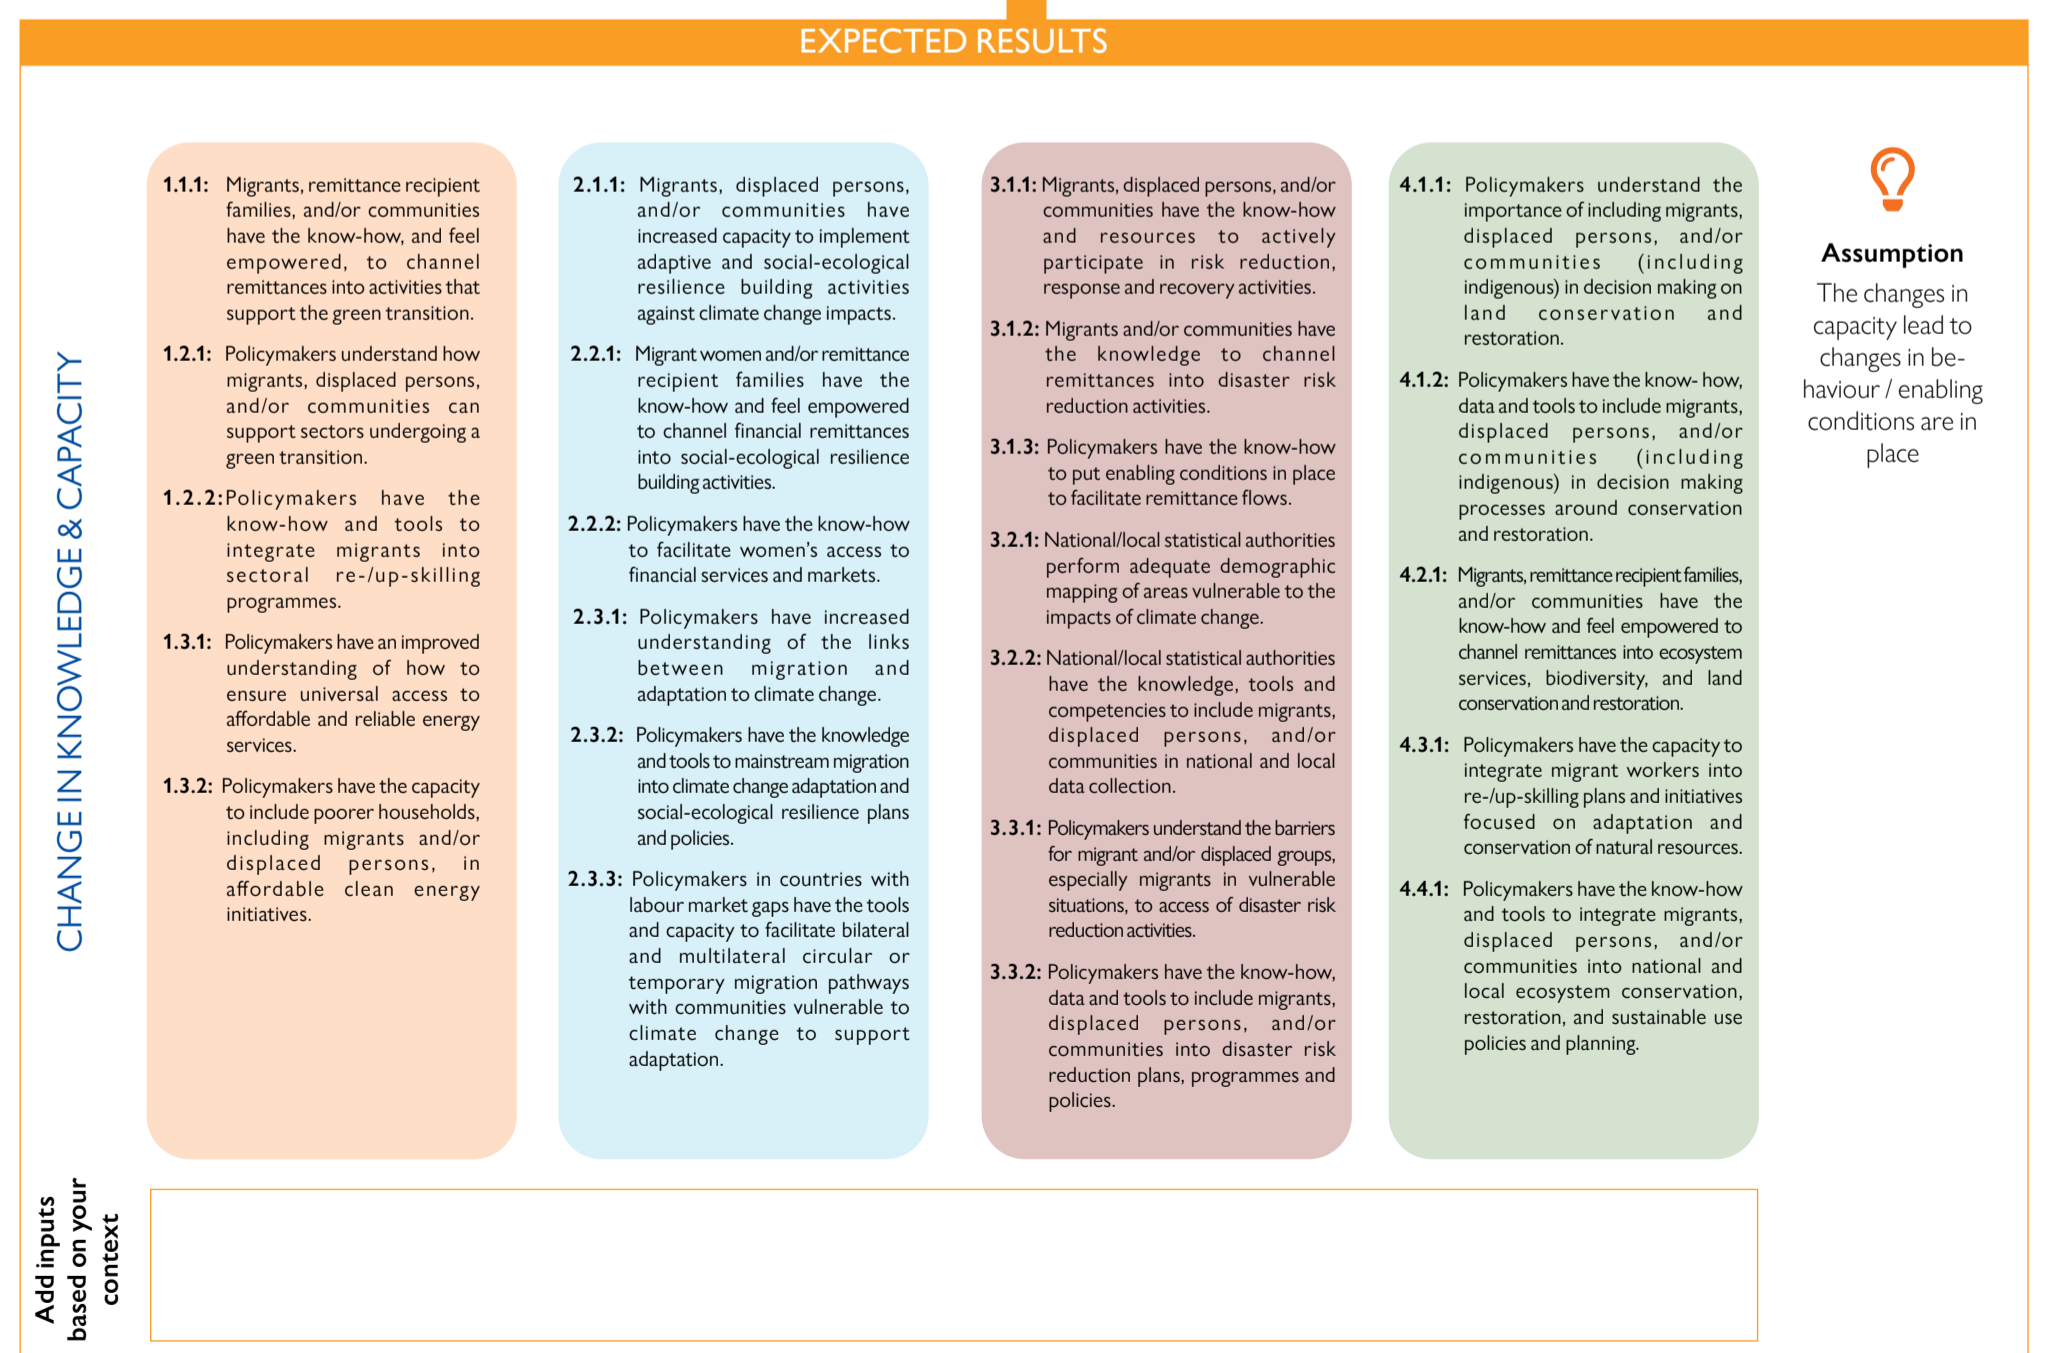 EXPECTED RESULTS
CHANGE IN KNOWLEDGE & CAPACITY
1.1.1: Migrants, remittance recipient
families, and/or communities
have the know-how, and feel
empowered, to channel
remittances into activities that
support the green transition.
1.2.1: Policymakers understand how
migrants, displaced persons,
and/or communities can
support sectors undergoing a
green transition.
1.2.2: Policymakers have the
know-how and tools to
integrate migrants into
sectoral re-/up-skilling
programmes.
1.3.1: Policymakers have an improved
understanding of how to
ensure universal access to
affordable and reliable energy
services.
1.3.2: Policymakers have the capacity
to include poorer households,
including migrants and/or
displaced persons, in
affordable clean energy
initiatives.
2.1.1: Migrants, displaced persons,
and/or communities have
increased capacity to implement
adaptive and social-ecological
resilience building activities
against climate change impacts.
2.2.1: Migrant women and/or remittance
recipient families have the
know-how and feel empowered
to channel financial remittances
into social-ecological resilience
building activities.
2.2.2: Policymakers have the know-how
to facilitate women's access to
financial services and markets.
2.3.1: Policymakers have increased
understanding of the links
between migration and
adaptation to climate change.
2.3.2: Policymakers have the knowledge
and tools to mainstream migration
into climate change adaptation and
social-ecological resilience plans
and policies.
2.3.3: Policymakers in countries with
labour market gaps have the tools
and capacity to facilitate bilateral
and multilateral circular or
temporary migration pathways
with communities vulnerable to
climate change to support
adaptation.
3.1.1: Migrants, displaced persons, and/or
communities have the know-how
and resources to actively
participate in risk reduction,
response and recovery activities.
3.1.2: Migrants and/or communities have
the knowledge to channel
remittances into disaster risk
reduction activities.
3.1.3: Policymakers have the know-how
to put enabling conditions in place
to facilitate remittance flows.
3.2.1: National/local statistical authorities
perform adequate demographic
mapping of areas vulnerable to the
impacts of climate change.
3.2.2: National/local statistical authorities
have the knowledge, tools and
competencies to include migrants,
displaced persons, and/or
communities in national and local
data collection.
3.3.1: Policymakers understand the barriers
for migrant and/or displaced groups,
especially migrants in vulnerable
situations, to access of disaster risk
reduction activities.
3.3.2: Policymakers have the know-how,
data and tools to include migrants,
displaced persons, and/or
communities into disaster risk
reduction plans, programmes and
policies.
4.1.1: Policymakers understand the
importance of including migrants,
displaced persons, and/or
communities (including
indigenous) in decision making on
land conservation and
restoration.
4.1.2: Policymakers have the know- how,
data and tools to include migrants,
displaced persons, and/or
communities (including
indigenous) in decision making
processes around conservation
and restoration.
4.2.1: Migrants, remittance recipient families,
and/or communities have the
know-how and feel empowered to
channel remittances into ecosystem
services, biodiversity, and land
conservation and restoration.
4.3.1: Policymakers have the capacity to
integrate migrant workers into
re-/up-skilling plans and initiatives
focused on adaptation and
conservation of natural resources.
4.4.1: Policymakers have the know-how
and tools to integrate migrants,
displaced persons, and/or
communities into national and
local ecosystem conservation,
restoration, and sustainable use
policies and planning.
Assumption
The changes in
capacity lead to
changes in be-
haviour / enabling
conditions are in
place
Add inputs
based on your
context